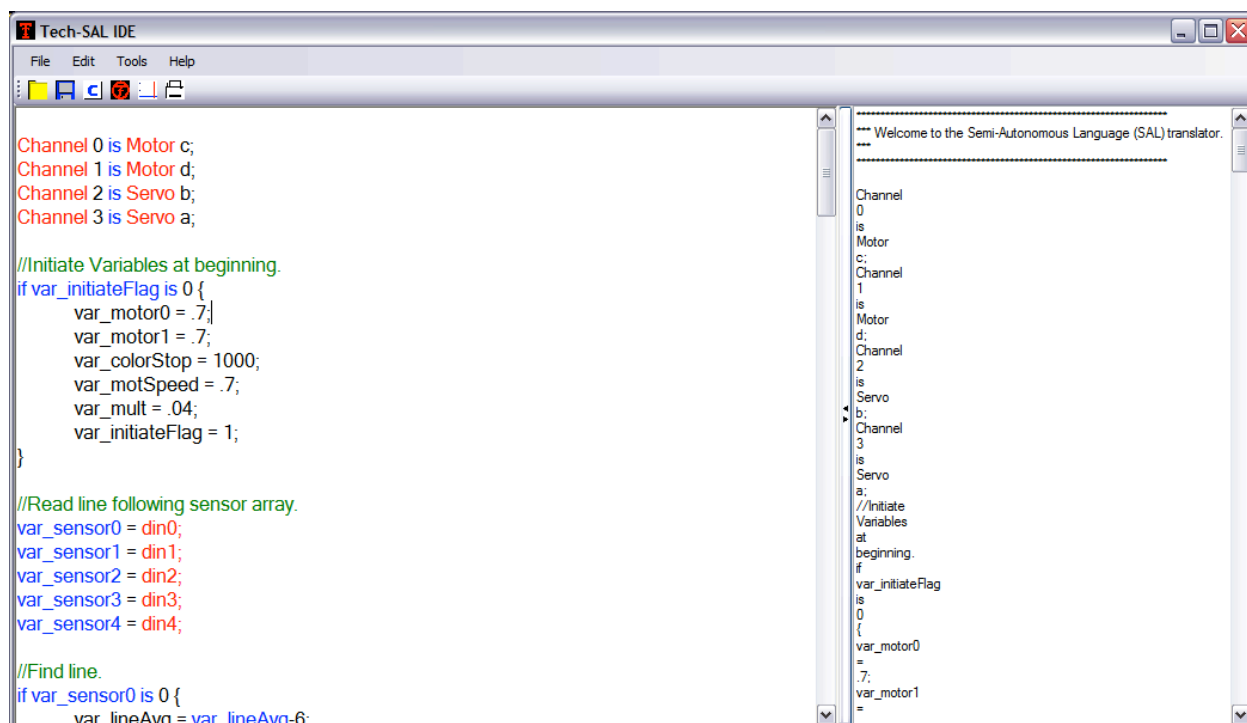 Tech-SAL IDE
File Edit Tools Help
Channel 0 is Motor c;
Channel 1 is Motor d;
Channel 2 is Servo b;
Channel 3 is Servo a;
//Initiate Variables at beginning.
if var_initiateFlag is 0 {
var_motor0 = .7;
var_motor1 = .7;
var_colorStop = 1000;
var_motSpeed = .7;
var_mult = .04;
var_initiateFlag = 1;
}
//Read line following sensor array.
var_sensor0 = din0;
var_sensor1 = din1;
var_sensor2 = din2;
var_sensor3 = din3;
var_sensor4 = din4;
//Find line.
if var_sensor0 is 0 {
var_lineAvg = var_lineAvg-6;
*** Welcome to the Semi-Autonomous Language (SAL) translator.
***
Channel
0
is
Motor
c;
Channel
1
is
Motor
d;
Channel
2
is
Servo
b;
Channel
3
is
Servo
a;
//Initiate
Variables
at
beginning.
if
var_initiateFlag
is
0
{
var_motor0
=
.7;
var_motor1
=